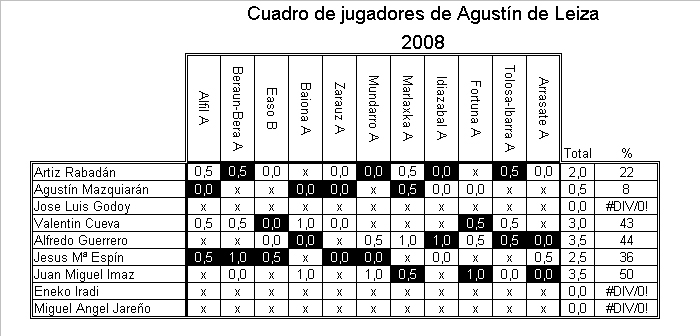 Cuadro de jugadores de Agustín de Leiza
2008
Alfil A Beraun-Bera A Easo B Baiona A Zarauz A Mundarro A Marlaxka A Idiazabal A Fortuna A Tolosa-Ibarra A Arrasate A Total %
Artiz Rabadán 0,5 0,5 0,0 x 0,0 0,0 0,5 0,0 x 0,5 0,0 2,0 22
Agustín Mazquiarán 0,0 x x 0,0 0,0 x 0,5 x x x 0,0 0,5 8
Jose Luis Godoy x x x x x x x x x x x 0,0 #DIV/0!
Valentin Cueva 0,5 0,5 0,0 1,0 0,0 x x x 0,5 0,5 x 3,0 43
Alfredo Guerrero x x 0,0 0,0 x 0,5 1,0 1,0 0,5 0,5 0,0 3,5 44
Jesus Mª Espín 0,5 1,0 0,5 x 0,0 0,0 x x x x 0,5 2,5 36
Juan Miguel Imaz x 0,0 x 1,0 x 1,0 0,5 x 1,0 x 0,0 3,5 50
Eneko Iradi x x x x x x x x x x x 0,0 #DIV/0!
Miguel Angel Jareño x x x x x x x x x x x 0,0 #DIV/0!